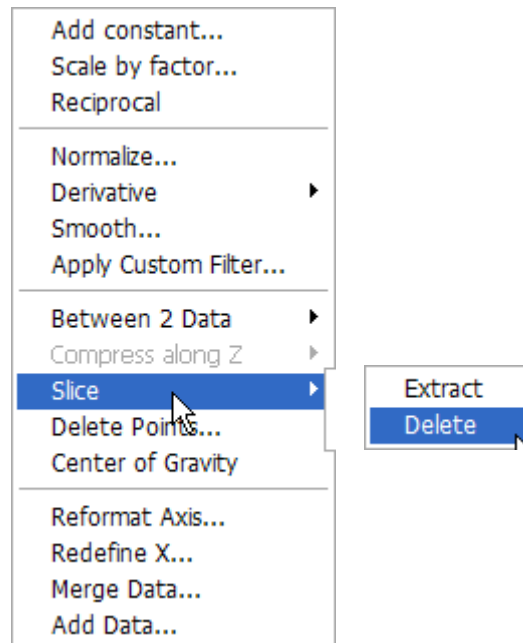 Add constant...
Scale by factor...
Reciprocal
Normalize...
Derivative
Smooth...
Apply Custom Filter...
Between 2 Data
Compress along Z
Slice
Delete Points...
Center of Gravity
Reformat Axis...
Redefine X...
Merge Data...
Add Data...
Extract
Delete